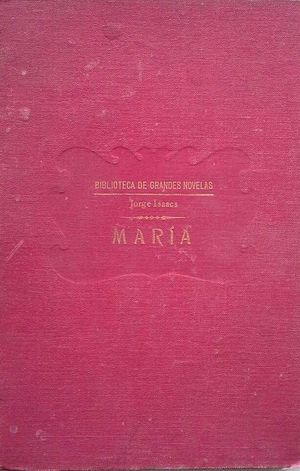 BIBLIOTECA DE GRANDES NOVELAS
Jorge Isaacs
MARÍA